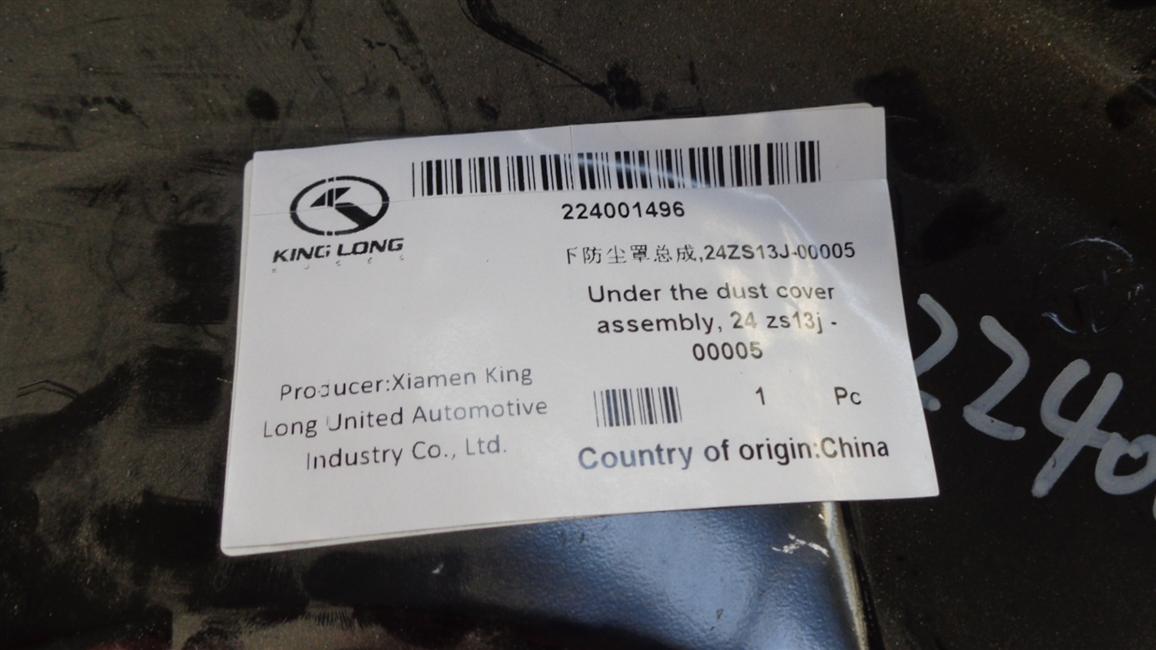 KING LONG
224001496
下防尘罩总成,24ZS13J-00005
Under the dust cover
assembly, 24 zs13j -
00005
Producer:Xiamen King
Long United Automotive
Industry Co., Ltd.
1 Pc
Country of origin:China
2240